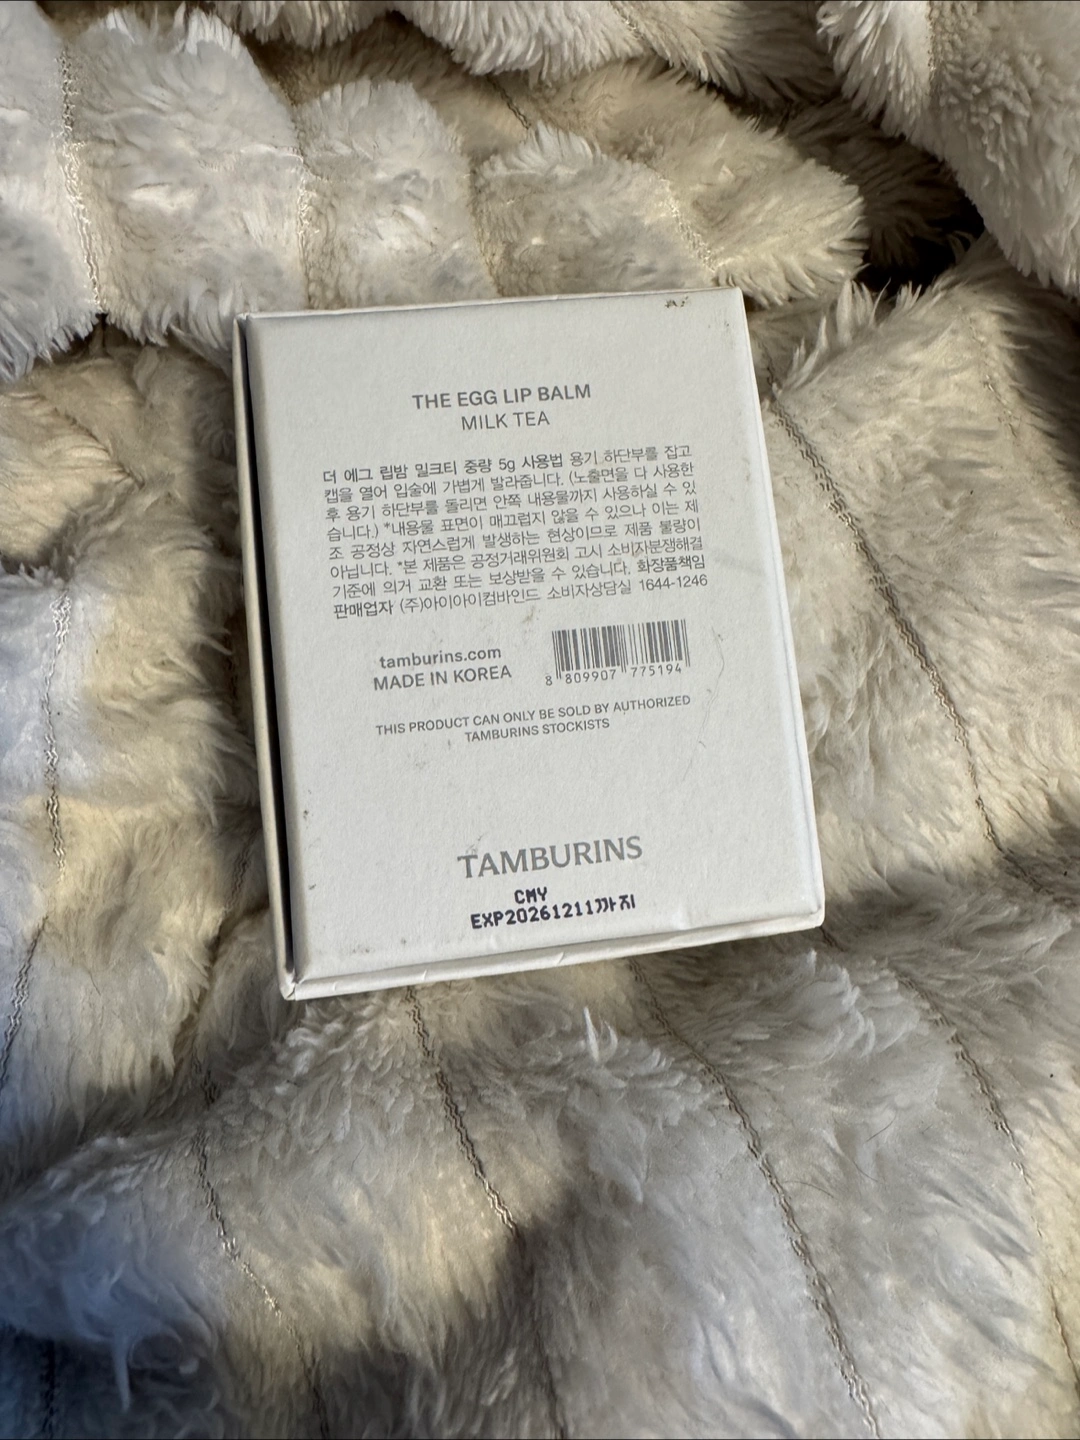 THE EGG LIP BALM
MILK TEA
더 에그 립밤 밀크티 중량 5g 사용법 용기 하단부를 잡고
캡을 열어 입술에 가볍게 발라줍니다. (노출면을 다 사용한
후 용기 하단부를 돌리면 안쪽 내용물까지 사용하실 수 있
습니다.) *내용물 표면이 매끄럽지 않을 수 있으나 이는 제
조 공정상 자연스럽게 발생하는 현상이므로 제품 불량이
아닙니다. *본 제품은 공정거래위원회 고시 소비자분쟁해결
기준에 의거 교환 또는 보상받을 수 있습니다. 화장품책임
판매업자 (주)아이아이컴바인드 소비자상담실 1644-1246
tamburins.com
MADE IN KOREA
8 809907 775194
THIS PRODUCT CAN ONLY BE SOLD BY AUTHORIZED
TAMBURINS STOCKISTS
TAMBURINS
CMY
EXP20261211까지